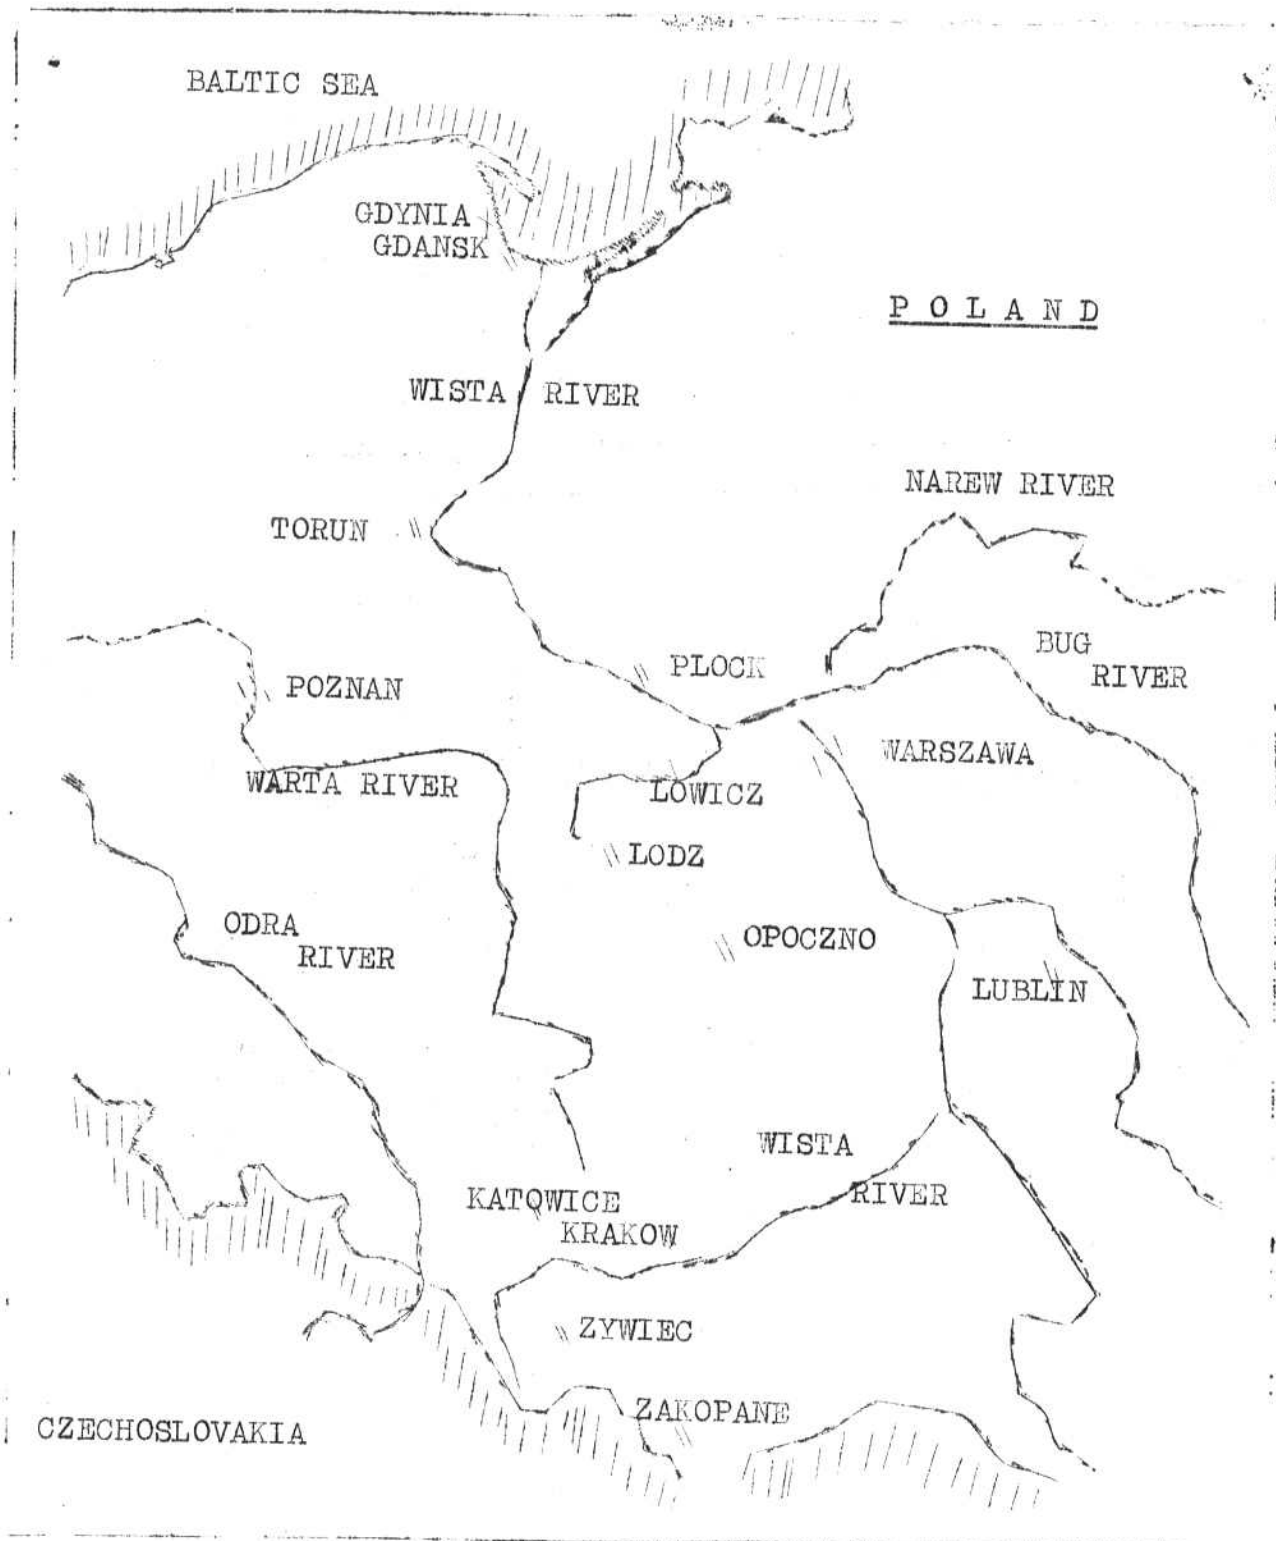 BALTIC SEA
GDYNIA
GDANSK
P O L A N D
WISTA RIVER
NAREW RIVER
TORUN
BUG
RIVER
PLOCK
POZNAN
WARSZAWA
WARTA RIVER
LOWICZ
LODZ
ODRA
RIVER
OPOCZNO
LUBLIN
WISTA
RIVER
KATOWICE
KRAKOW
ZYWIEC
ZAKOPANE
CZECHOSLOVAKIA